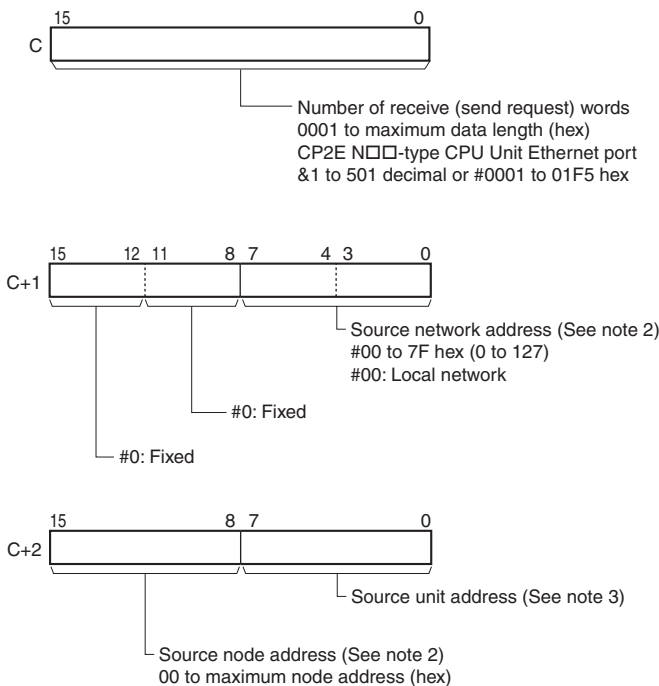 15 0
C
Number of receive (send request) words
0001 to maximum data length (hex)
CP2E N□□-type CPU Unit Ethernet port
&1 to 501 decimal or #0001 to 01F5 hex
15 12 11 8 7 4 3 0
C+1
Source network address (See note 2)
#00 to 7F hex (0 to 127)
#00: Local network
#0: Fixed
#0: Fixed
15 8 7 0
C+2
Source unit address (See note 3)
Source node address (See note 2)
00 to maximum node address (hex)